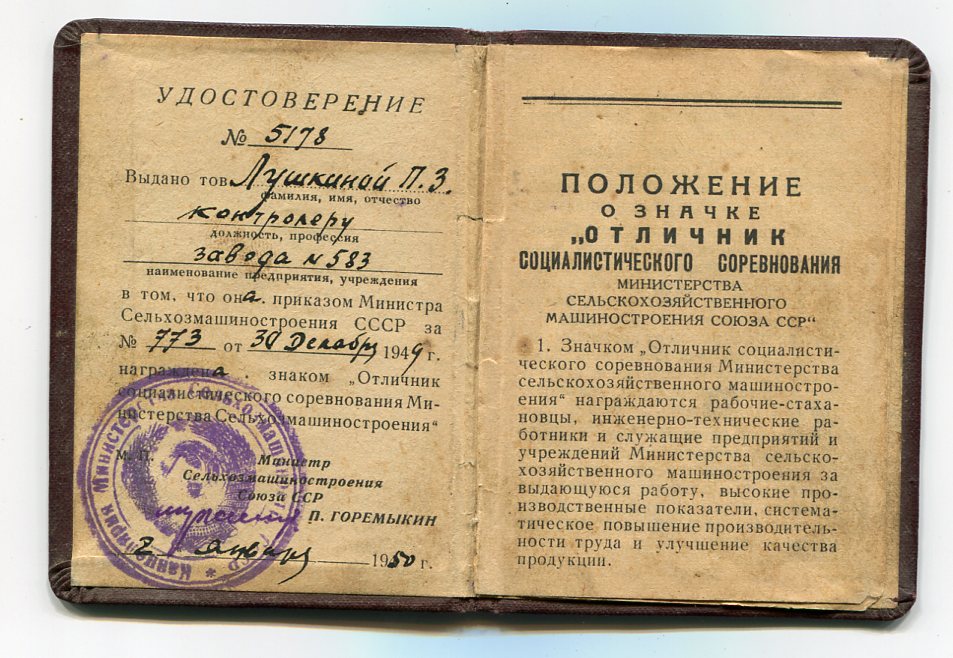 УДОСТОВЕРЕНИЕ
№ 5178
Выдано тов. Лушкиной П. З.
фамилия, имя, отчество
контролеру
должность, профессия
завода № 583
наименование предприятия, учреждения
в том, что она. приказом Министра
Сельхозмашиностроения СССР за
№ 773 от 30 Декабря 1949 г.
награждена. знаком „Отличник
социалистического соревнования Ми-
нистерства Сельхозмашиностроения“
М. П.
Министр
Сельхозмашиностроения
Союза ССР
П. ГОРЕМЫКИН
2 января 1950 г.
Канцелярия Министерства Сельхозмашиностроения
ПОЛОЖЕНИЕ
О ЗНАЧКЕ
„ОТЛИЧНИК
СОЦИАЛИСТИЧЕСКОГО СОРЕВНОВАНИЯ
МИНИСТЕРСТВА
СЕЛЬСКОХОЗЯЙСТВЕННОГО
МАШИНОСТРОЕНИЯ СОЮЗА ССР“
1. Значком „Отличник социалисти-
ческого соревнования Министерства
сельскохозяйственного машинострое-
ния“ награждаются рабочие-стаха-
новцы, инженерно-технические ра-
ботники и служащие предприятий и
учреждений Министерства сельско-
хозяйственного машиностроения за
выдающуюся работу, высокие про-
изводственные показатели, система-
тическое повышение производитель-
ности труда и улучшение качества
продукции.